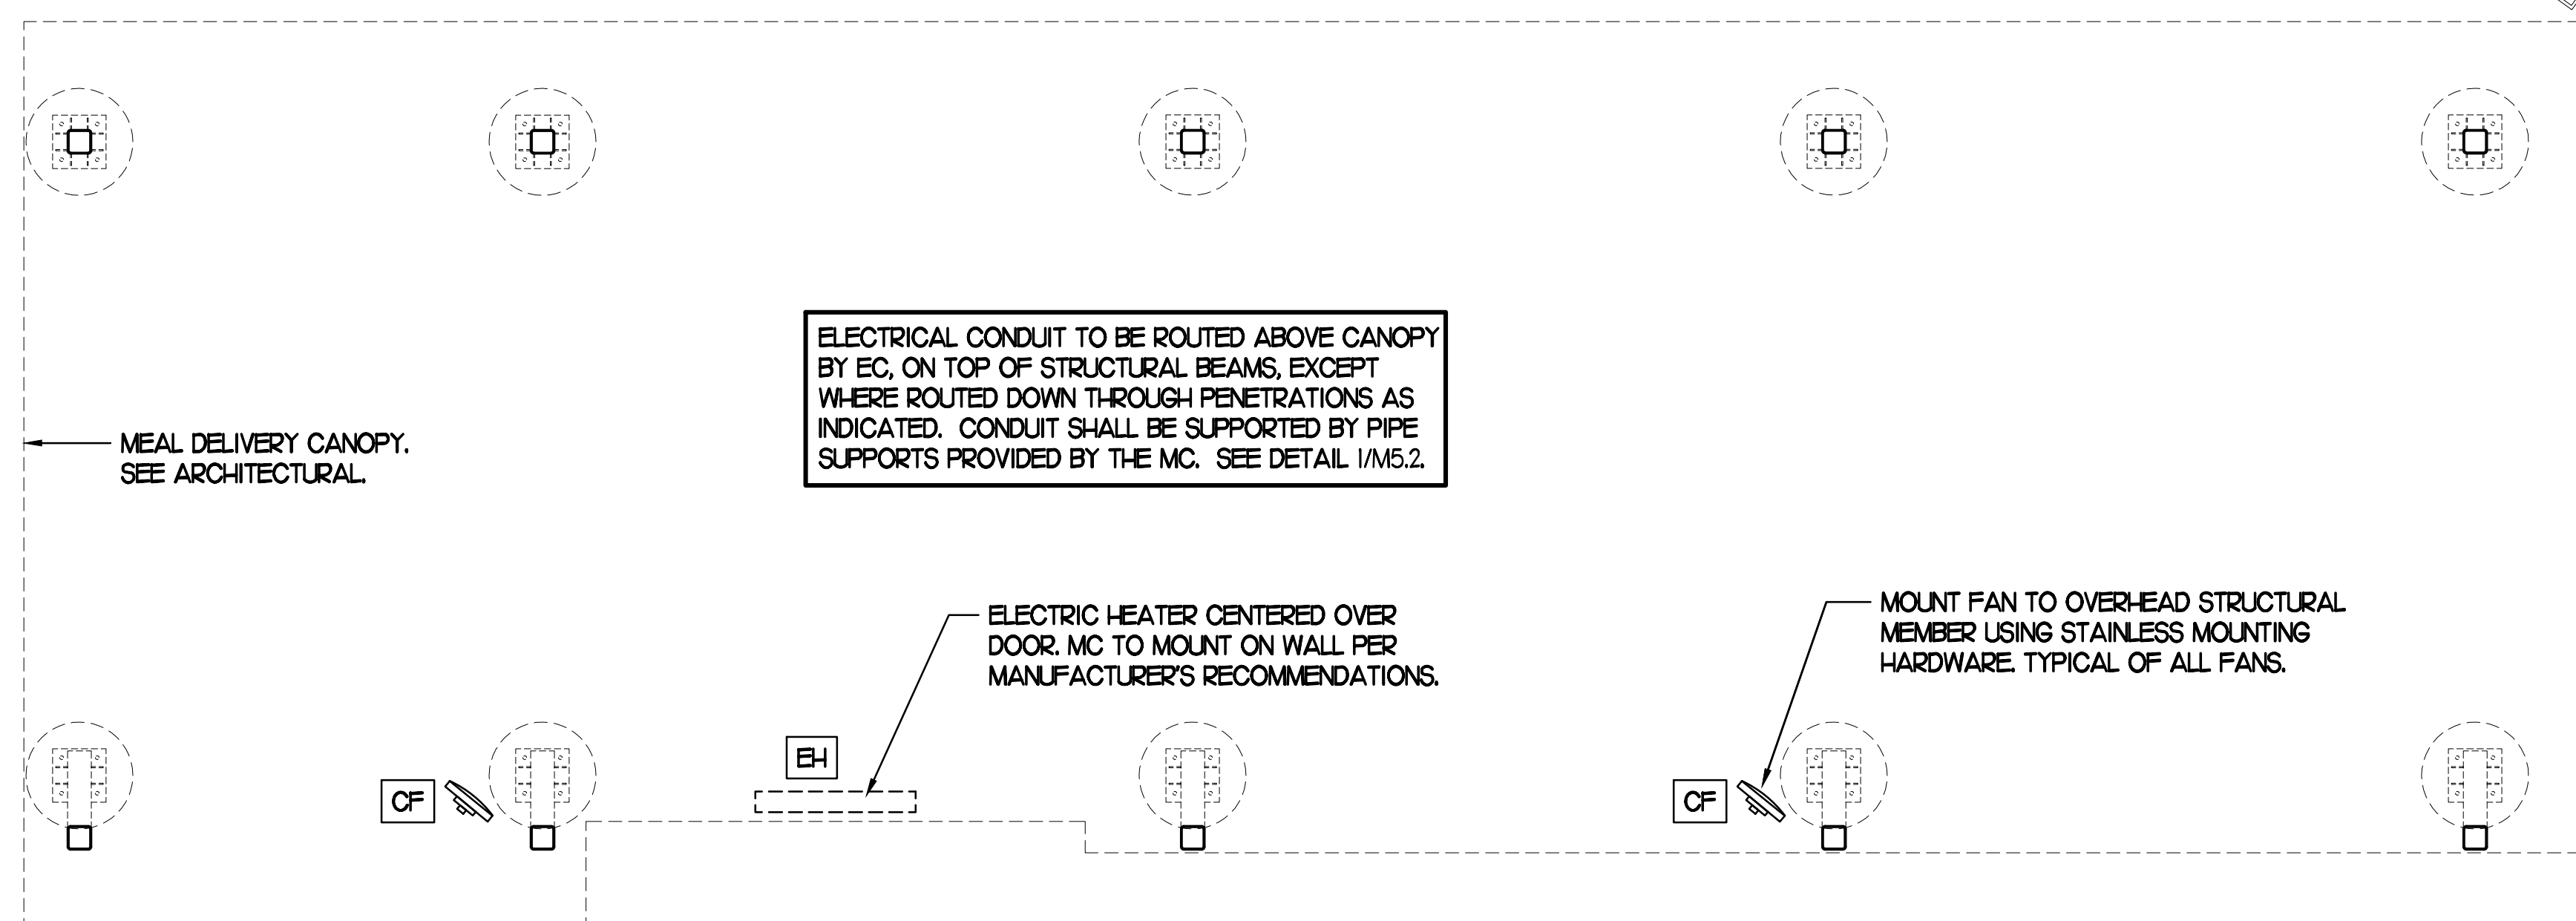 ELECTRICAL CONDUIT TO BE ROUTED ABOVE CANOPY
BY EC, ON TOP OF STRUCTURAL BEAMS, EXCEPT
WHERE ROUTED DOWN THROUGH PENETRATIONS AS
INDICATED. CONDUIT SHALL BE SUPPORTED BY PIPE
SUPPORTS PROVIDED BY THE MC. SEE DETAIL 1/M5.2.
MEAL DELIVERY CANOPY.
SEE ARCHITECTURAL.
ELECTRIC HEATER CENTERED OVER
DOOR. MC TO MOUNT ON WALL PER
MANUFACTURER'S RECOMMENDATIONS.
MOUNT FAN TO OVERHEAD STRUCTURAL
MEMBER USING STAINLESS MOUNTING
HARDWARE. TYPICAL OF ALL FANS.
CF
EH
CF